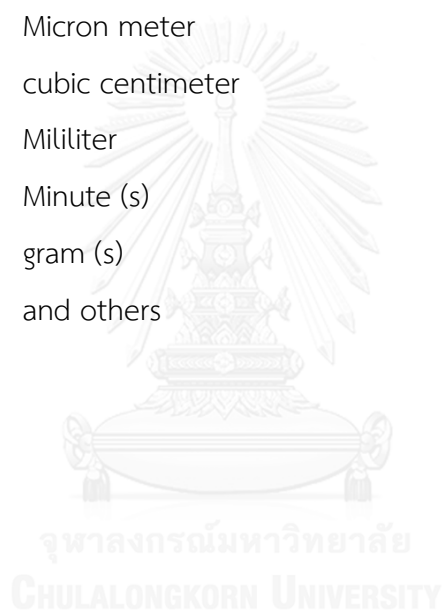 Micron meter
cubic centimeter
Mililiter
Minute (s)
gram (s)
and others
จุฬาลงกรณ์มหาวิทยาลัย
CHULALONGKORN UNIVERSITY